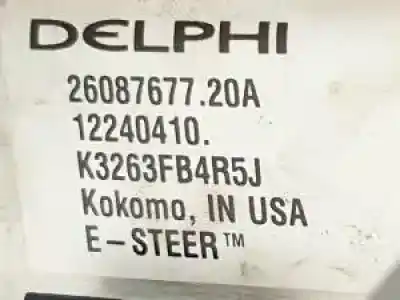 DELPHI
26087677.20A
12240410.
K3263FB4R5J
Kokomo, IN USA
E-STEER™